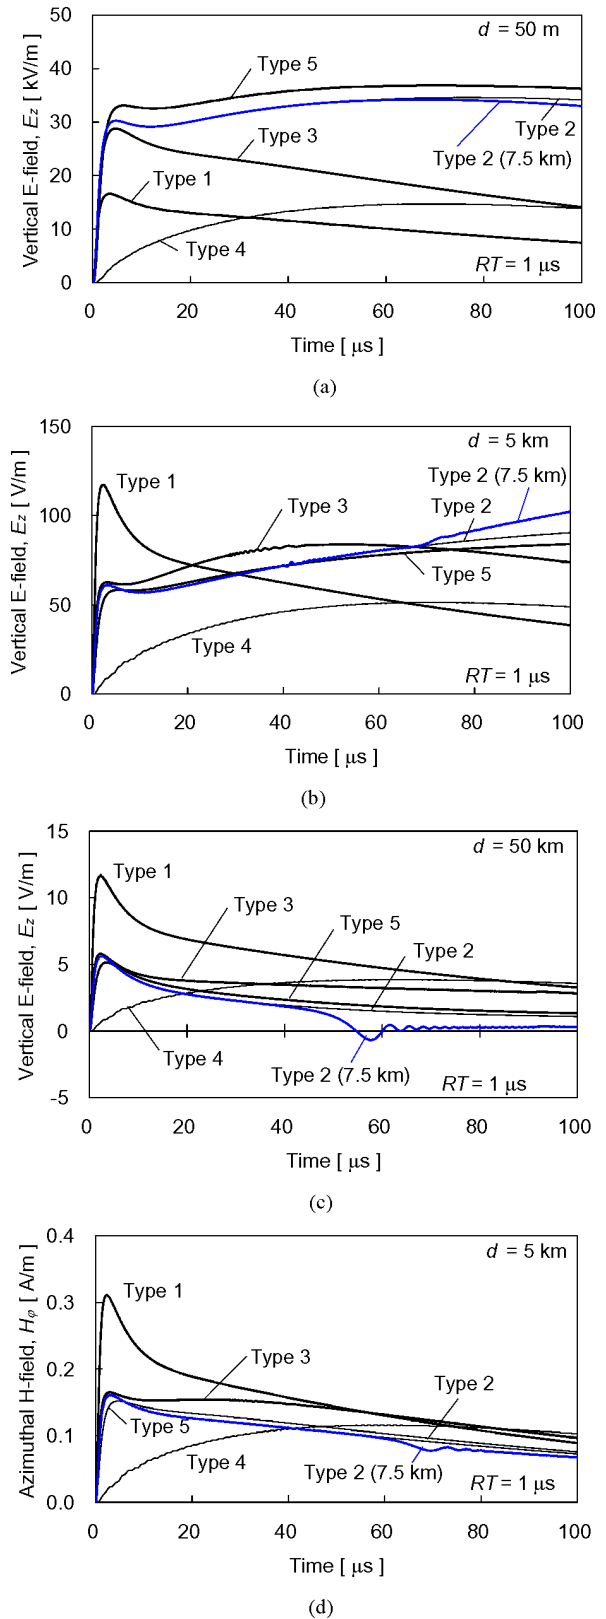 Vertical E-field, Ez [ kV/m ]
50
40
30
20
10
0
d = 50 m
Type 5
Type 2
Type 3
Type 2 (7.5 km)
Type 1
Type 4
RT = 1 μs
0 20 40 60 80 100
Time [ μs ]
(a)
Vertical E-field, Ez [ V/m ]
150
100
50
0
d = 5 km
Type 2 (7.5 km)
Type 1
Type 3
Type 2
Type 5
Type 4
RT = 1 μs
0 20 40 60 80 100
Time [ μs ]
(b)
Vertical E-field, Ez [ V/m ]
15
10
5
0
-5
d = 50 km
Type 1
Type 3
Type 5
Type 2
Type 4
Type 2 (7.5 km)
RT = 1 μs
0 20 40 60 80 100
Time [ μs ]
(c)
Azimuthal H-field, Hφ [ A/m ]
0.4
0.3
0.2
0.1
0.0
d = 5 km
Type 1
Type 3
Type 2
Type 5
Type 4
Type 2 (7.5 km)
RT = 1 μs
0 20 40 60 80 100
Time [ μs ]
(d)